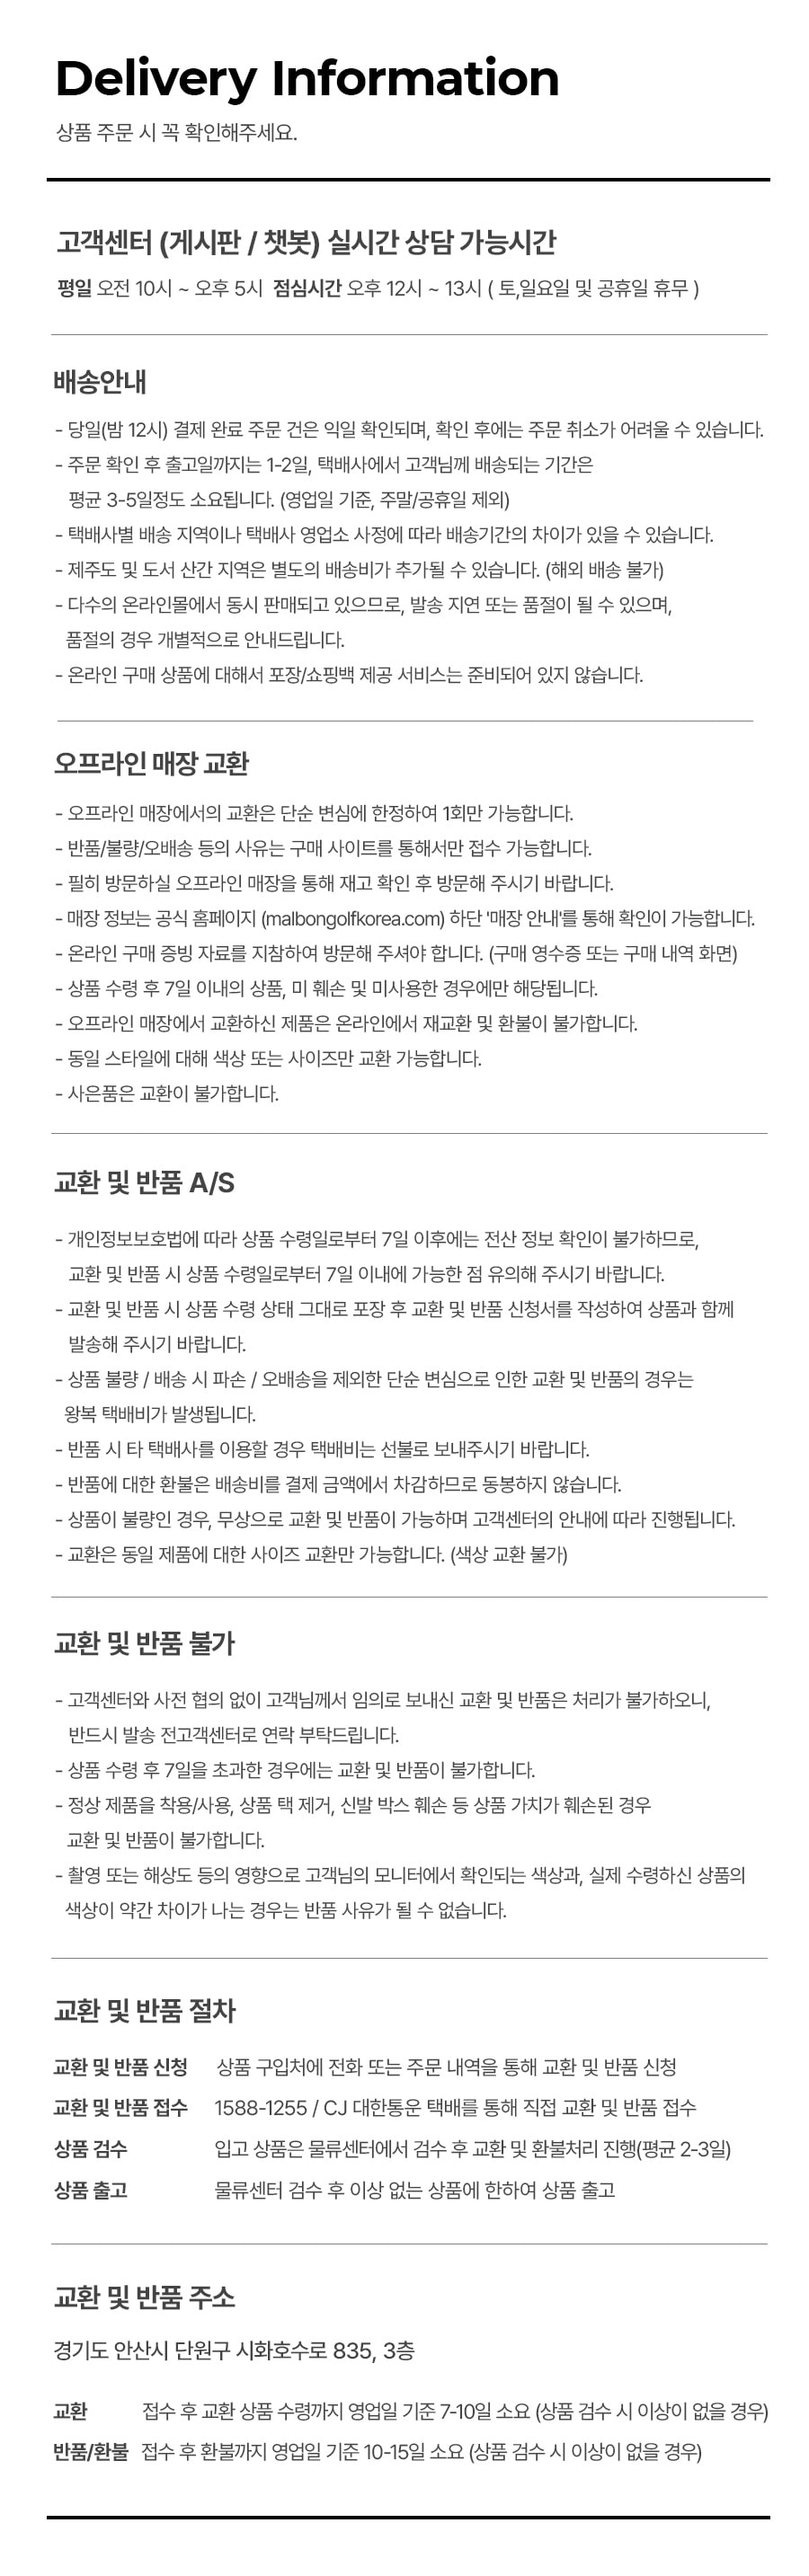 Delivery Information
상품 주문 시 꼭 확인해주세요.
고객센터 (게시판 / 챗봇) 실시간 상담 가능시간
평일 오전 10시 ~ 오후 5시 점심시간 오후 12시 ~ 13시 ( 토,일요일 및 공휴일 휴무 )
배송안내
- 당일(밤 12시) 결제 완료 주문 건은 익일 확인되며, 확인 후에는 주문 취소가 어려울 수 있습니다.
- 주문 확인 후 출고일까지는 1-2일, 택배사에서 고객님께 배송되는 기간은
평균 3-5일정도 소요됩니다. (영업일 기준, 주말/공휴일 제외)
- 택배사별 배송 지역이나 택배사 영업소 사정에 따라 배송기간의 차이가 있을 수 있습니다.
- 제주도 및 도서 산간 지역은 별도의 배송비가 추가될 수 있습니다. (해외 배송 불가)
- 다수의 온라인몰에서 동시 판매되고 있으므로, 발송 지연 또는 품절이 될 수 있으며,
품절의 경우 개별적으로 안내드립니다.
- 온라인 구매 상품에 대해서 포장/쇼핑백 제공 서비스는 준비되어 있지 않습니다.
오프라인 매장 교환
- 오프라인 매장에서의 교환은 단순 변심에 한정하여 1회만 가능합니다.
- 반품/불량/오배송 등의 사유는 구매 사이트를 통해서만 접수 가능합니다.
- 필히 방문하실 오프라인 매장을 통해 재고 확인 후 방문해 주시기 바랍니다.
- 매장 정보는 공식 홈페이지 (malbongolfkorea.com) 하단 '매장 안내'를 통해 확인이 가능합니다.
- 온라인 구매 증빙 자료를 지참하여 방문해 주셔야 합니다. (구매 영수증 또는 구매 내역 화면)
- 상품 수령 후 7일 이내의 상품, 미 훼손 및 미사용한 경우에만 해당됩니다.
- 오프라인 매장에서 교환하신 제품은 온라인에서 재교환 및 환불이 불가합니다.
- 동일 스타일에 대해 색상 또는 사이즈만 교환 가능합니다.
- 사은품은 교환이 불가합니다.
교환 및 반품 A/S
- 개인정보보호법에 따라 상품 수령일로부터 7일 이후에는 전산 정보 확인이 불가하므로,
교환 및 반품 시 상품 수령일로부터 7일 이내에 가능한 점 유의해 주시기 바랍니다.
- 교환 및 반품 시 상품 수령 상태 그대로 포장 후 교환 및 반품 신청서를 작성하여 상품과 함께
발송해 주시기 바랍니다.
- 상품 불량 / 배송 시 파손 / 오배송을 제외한 단순 변심으로 인한 교환 및 반품의 경우는
왕복 택배비가 발생됩니다.
- 반품 시 타 택배사를 이용할 경우 택배비는 선불로 보내주시기 바랍니다.
- 반품에 대한 환불은 배송비를 결제 금액에서 차감하므로 동봉하지 않습니다.
- 상품이 불량인 경우, 무상으로 교환 및 반품이 가능하며 고객센터의 안내에 따라 진행됩니다.
- 교환은 동일 제품에 대한 사이즈 교환만 가능합니다. (색상 교환 불가)
교환 및 반품 불가
- 고객센터와 사전 협의 없이 고객님께서 임의로 보내신 교환 및 반품은 처리가 불가하오니,
반드시 발송 전고객센터로 연락 부탁드립니다.
- 상품 수령 후 7일을 초과한 경우에는 교환 및 반품이 불가합니다.
- 정상 제품을 착용/사용, 상품 택 제거, 신발 박스 훼손 등 상품 가치가 훼손된 경우
교환 및 반품이 불가합니다.
- 촬영 또는 해상도 등의 영향으로 고객님의 모니터에서 확인되는 색상과, 실제 수령하신 상품의
색상이 약간 차이가 나는 경우는 반품 사유가 될 수 없습니다.
교환 및 반품 절차
교환 및 반품 신청 상품 구입처에 전화 또는 주문 내역을 통해 교환 및 반품 신청
교환 및 반품 접수 1588-1255 / CJ 대한통운 택배를 통해 직접 교환 및 반품 접수
상품 검수 입고 상품은 물류센터에서 검수 후 교환 및 환불처리 진행(평균 2-3일)
상품 출고 물류센터 검수 후 이상 없는 상품에 한하여 상품 출고
교환 및 반품 주소
경기도 안산시 단원구 시화호수로 835, 3층
교환 접수 후 교환 상품 수령까지 영업일 기준 7-10일 소요 (상품 검수 시 이상이 없을 경우)
반품/환불 접수 후 환불까지 영업일 기준 10-15일 소요 (상품 검수 시 이상이 없을 경우)